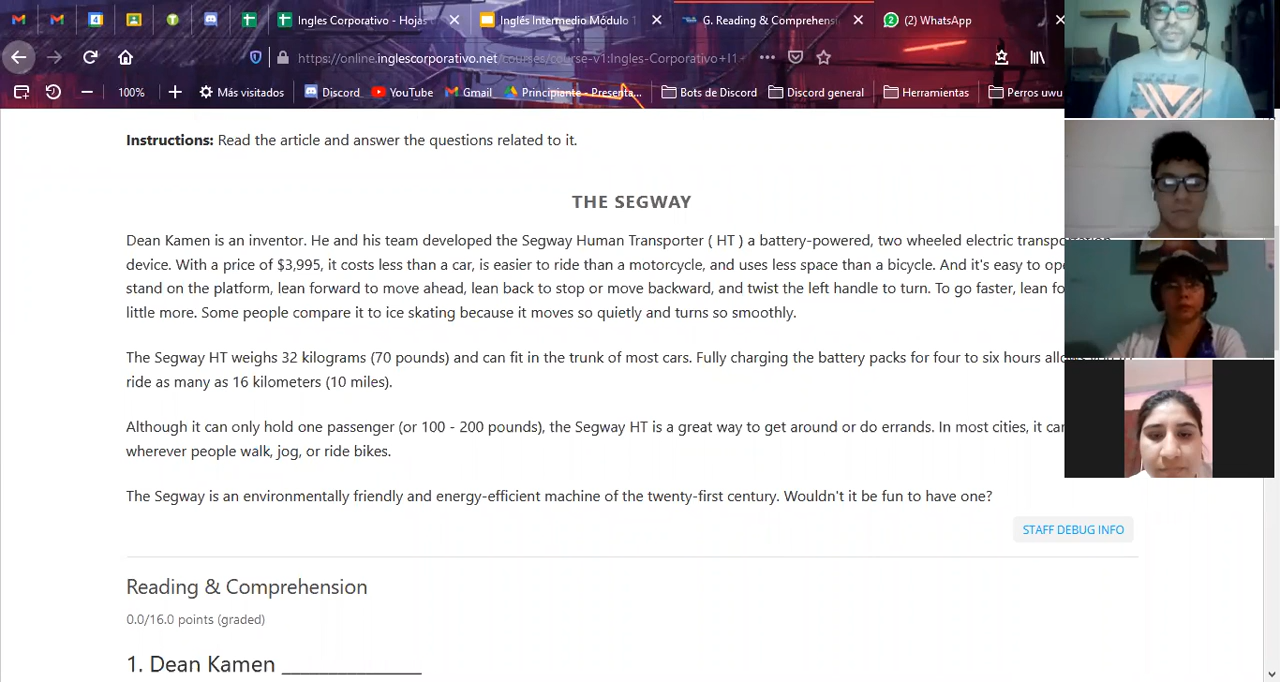 Ingles Corporativo - Hojas
Inglés Intermedio Módulo 1
G. Reading & Comprehensi
(2) WhatsApp
https://online.inglescorporativo.net/courses/course-v1:Ingles-Corporativo+I1
100%
Más visitados
Discord
YouTube
Gmail
Principiante - Presenta...
Bots de Discord
Discord general
Herramientas
Perros uwu
Instructions: Read the article and answer the questions related to it.
THE SEGWAY
Dean Kamen is an inventor. He and his team developed the Segway Human Transporter ( HT ) a battery-powered, two wheeled electric transportation
device. With a price of $3,995, it costs less than a car, is easier to ride than a motorcycle, and uses less space than a bicycle. And it's easy to op
stand on the platform, lean forward to move ahead, lean back to stop or move backward, and twist the left handle to turn. To go faster, lean fo
little more. Some people compare it to ice skating because it moves so quietly and turns so smoothly.
The Segway HT weighs 32 kilograms (70 pounds) and can fit in the trunk of most cars. Fully charging the battery packs for four to six hours allows you to
ride as many as 16 kilometers (10 miles).
Although it can only hold one passenger (or 100 - 200 pounds), the Segway HT is a great way to get around or do errands. In most cities, it car
wherever people walk, jog, or ride bikes.
The Segway is an environmentally friendly and energy-efficient machine of the twenty-first century. Wouldn't it be fun to have one?
STAFF DEBUG INFO
Reading & Comprehension
0.0/16.0 points (graded)
1. Dean Kamen _______________